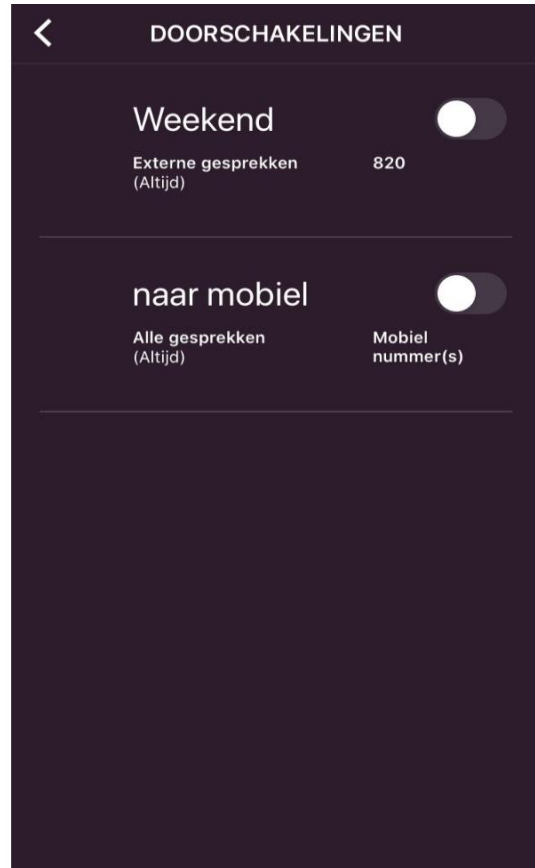 DOORSCHAKELINGEN
Weekend
Externe gesprekken 820
(Altijd)
naar mobiel
Alle gesprekken Mobiel
(Altijd) nummer(s)